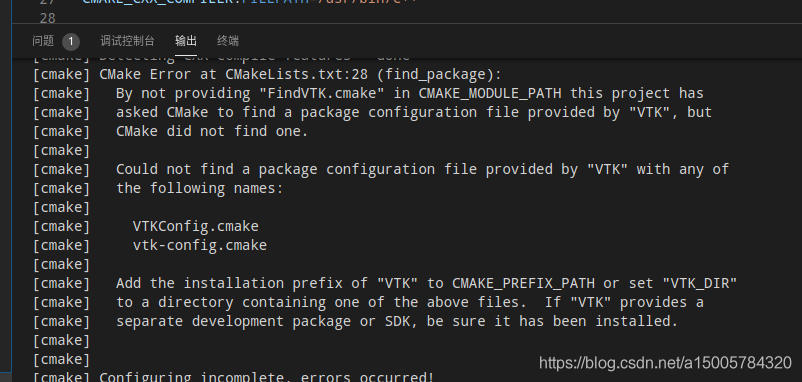 27 CMAKE_CXX_COMPILER:FILEPATH=/usr/bin/c++
28
问题 1 调试控制台 输出 终端
[cmake] Detecting CXX compile features - done
[cmake] CMake Error at CMakeLists.txt:28 (find_package):
[cmake]   By not providing "FindVTK.cmake" in CMAKE_MODULE_PATH this project has
[cmake]   asked CMake to find a package configuration file provided by "VTK", but
[cmake]   CMake did not find one.
[cmake]
[cmake]   Could not find a package configuration file provided by "VTK" with any of
[cmake]   the following names:
[cmake]
[cmake]     VTKConfig.cmake
[cmake]     vtk-config.cmake
[cmake]
[cmake]   Add the installation prefix of "VTK" to CMAKE_PREFIX_PATH or set "VTK_DIR"
[cmake]   to a directory containing one of the above files.  If "VTK" provides a
[cmake]   separate development package or SDK, be sure it has been installed.
[cmake]
[cmake]
[cmake] Configuring incomplete, errors occurred!
https://blog.csdn.net/a15005784320